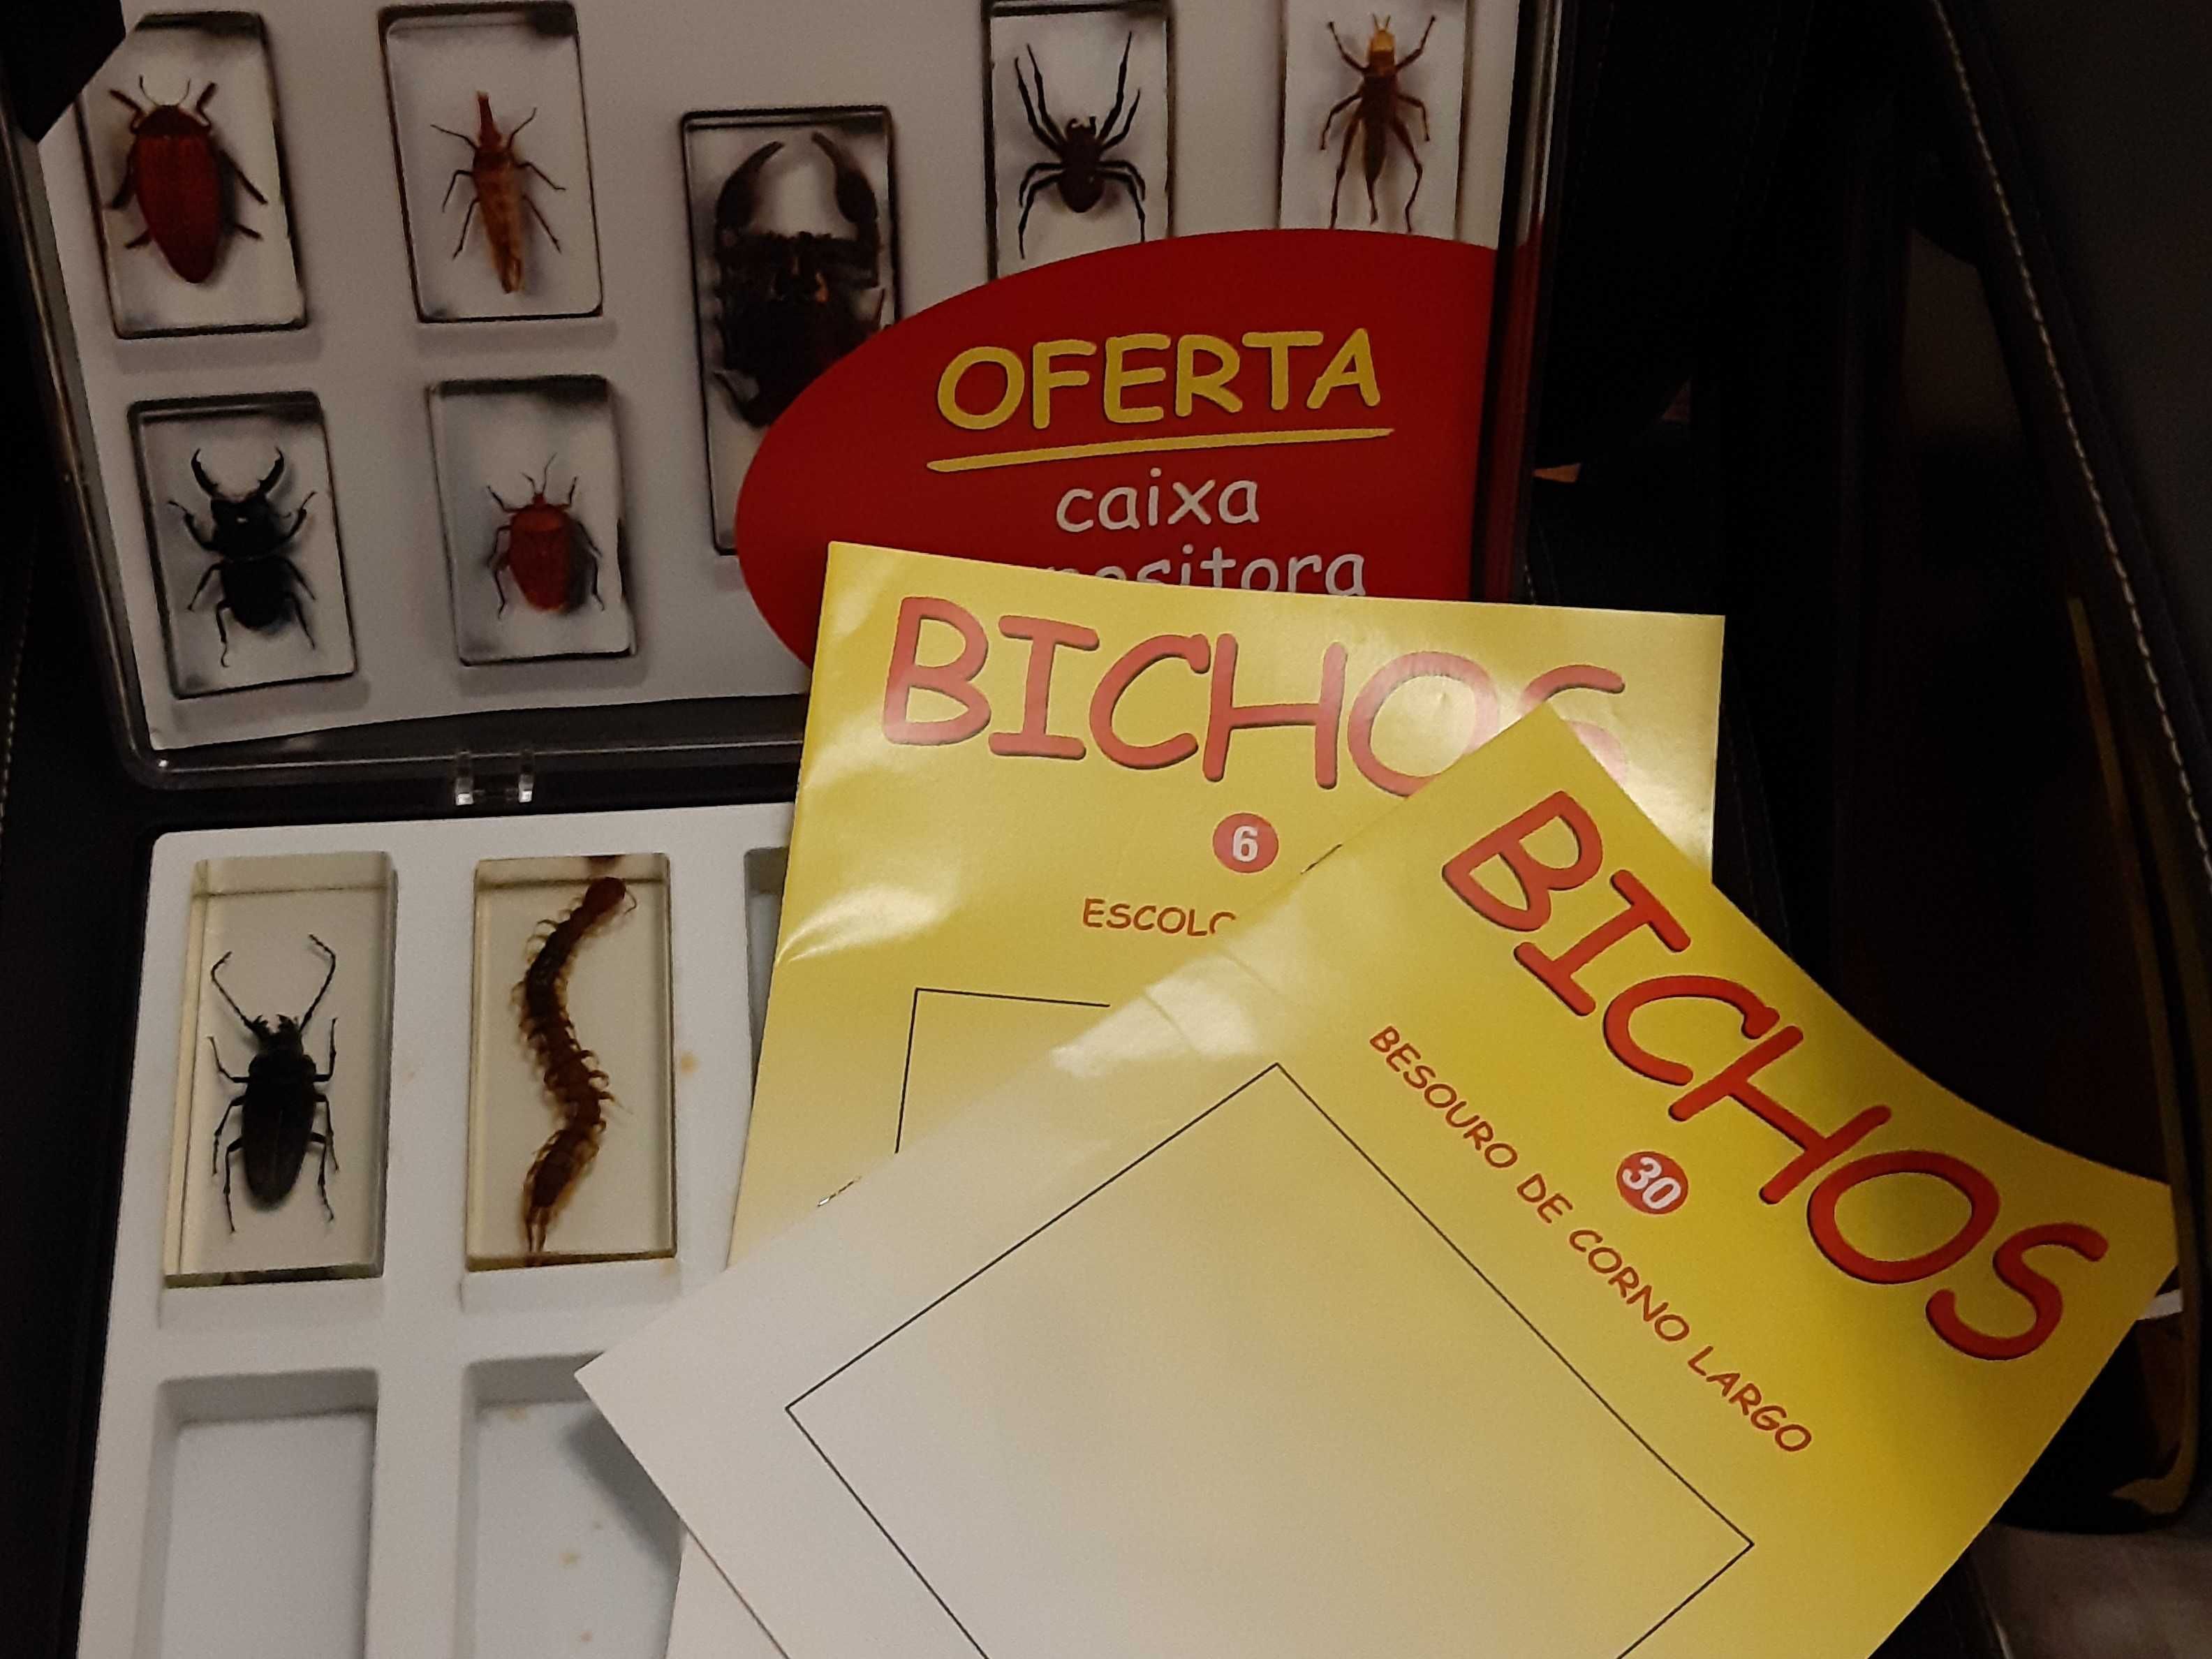 OFERTA
caixa
BICHOS
6
BICHOS
30
BESOURO DE CORNO LARGO